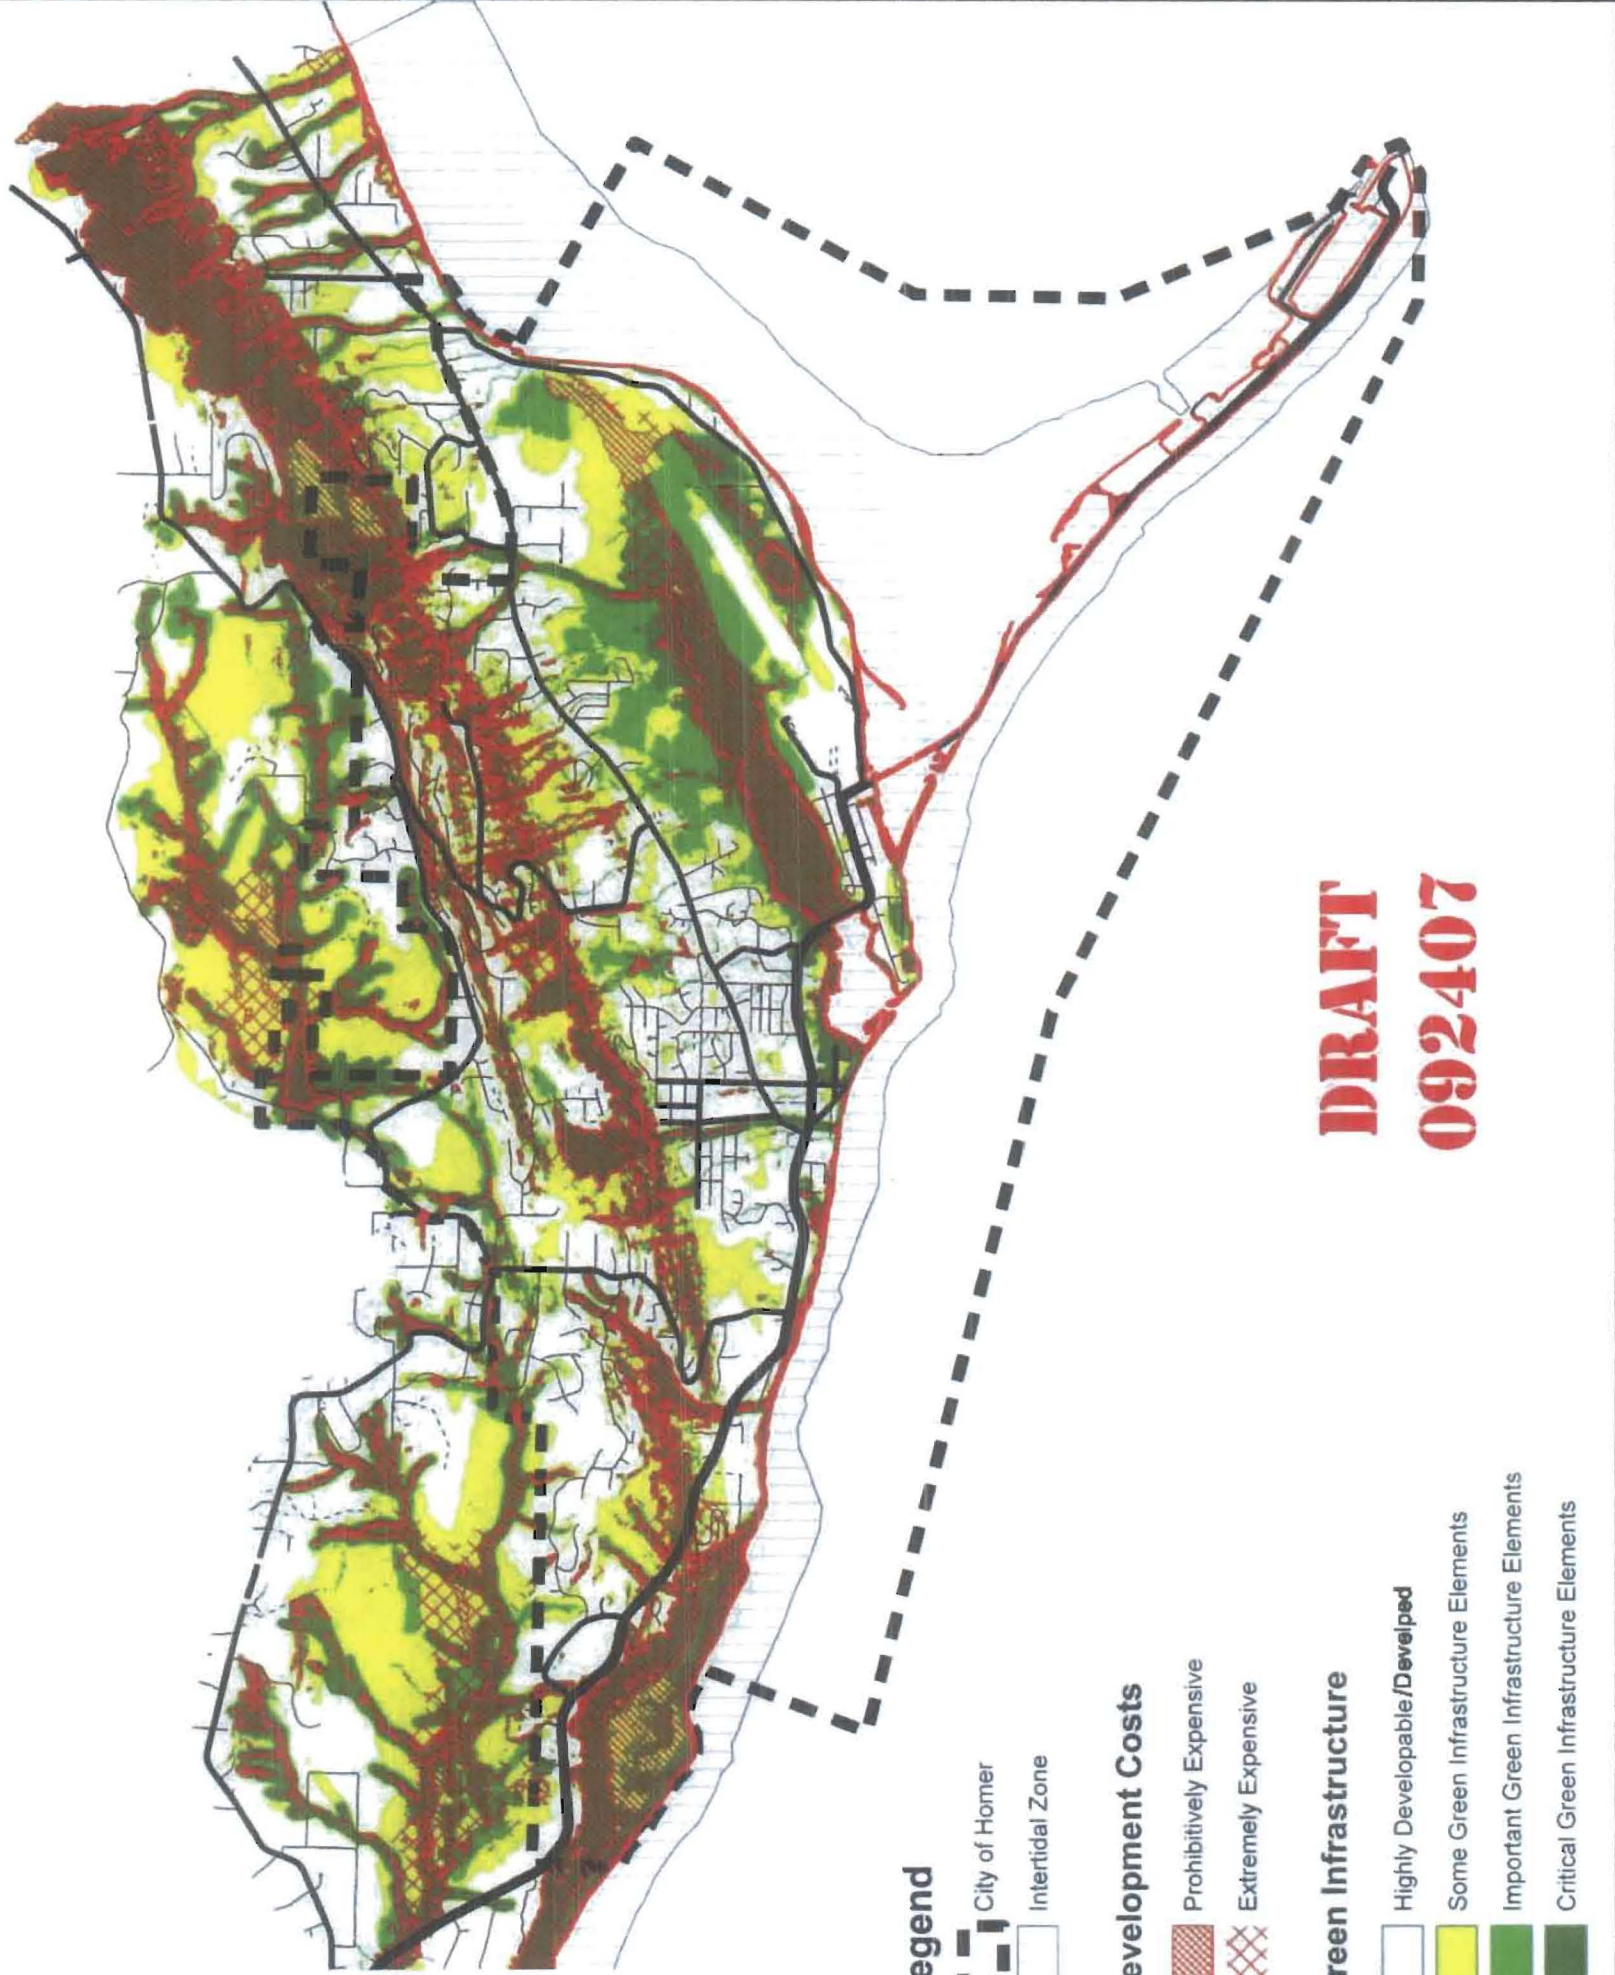 egend
City of Homer
Intertidal Zone
evelopment Costs
Prohibitively Expensive
Extremely Expensive
reen Infrastructure
Highly Developable/Develped
Some Green Infrastructure Elements
Important Green Infrastructure Elements
Critical Green Infrastructure Elements
DRAFT
092407